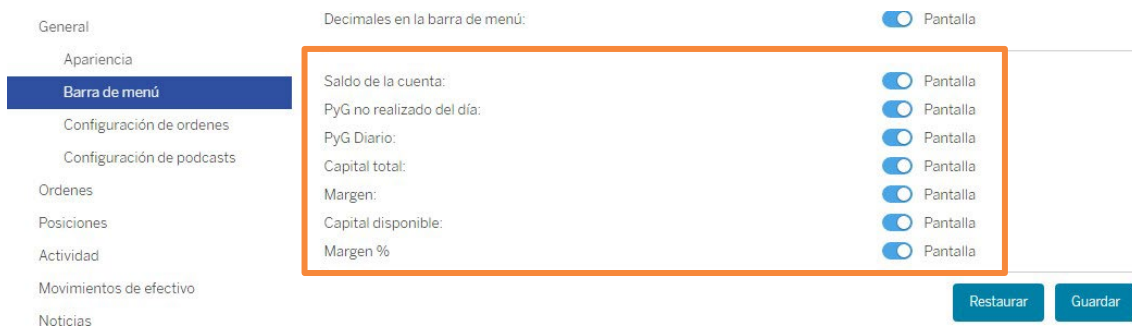 General
Apariencia
Barra de menú
Configuración de ordenes
Configuración de podcasts
Ordenes
Posiciones
Actividad
Movimientos de efectivo
Noticias
Decimales en la barra de menú: Pantalla
Saldo de la cuenta: Pantalla
PyG no realizado del día: Pantalla
PyG Diario: Pantalla
Capital total: Pantalla
Margen: Pantalla
Capital disponible: Pantalla
Margen % Pantalla
Restaurar Guardar